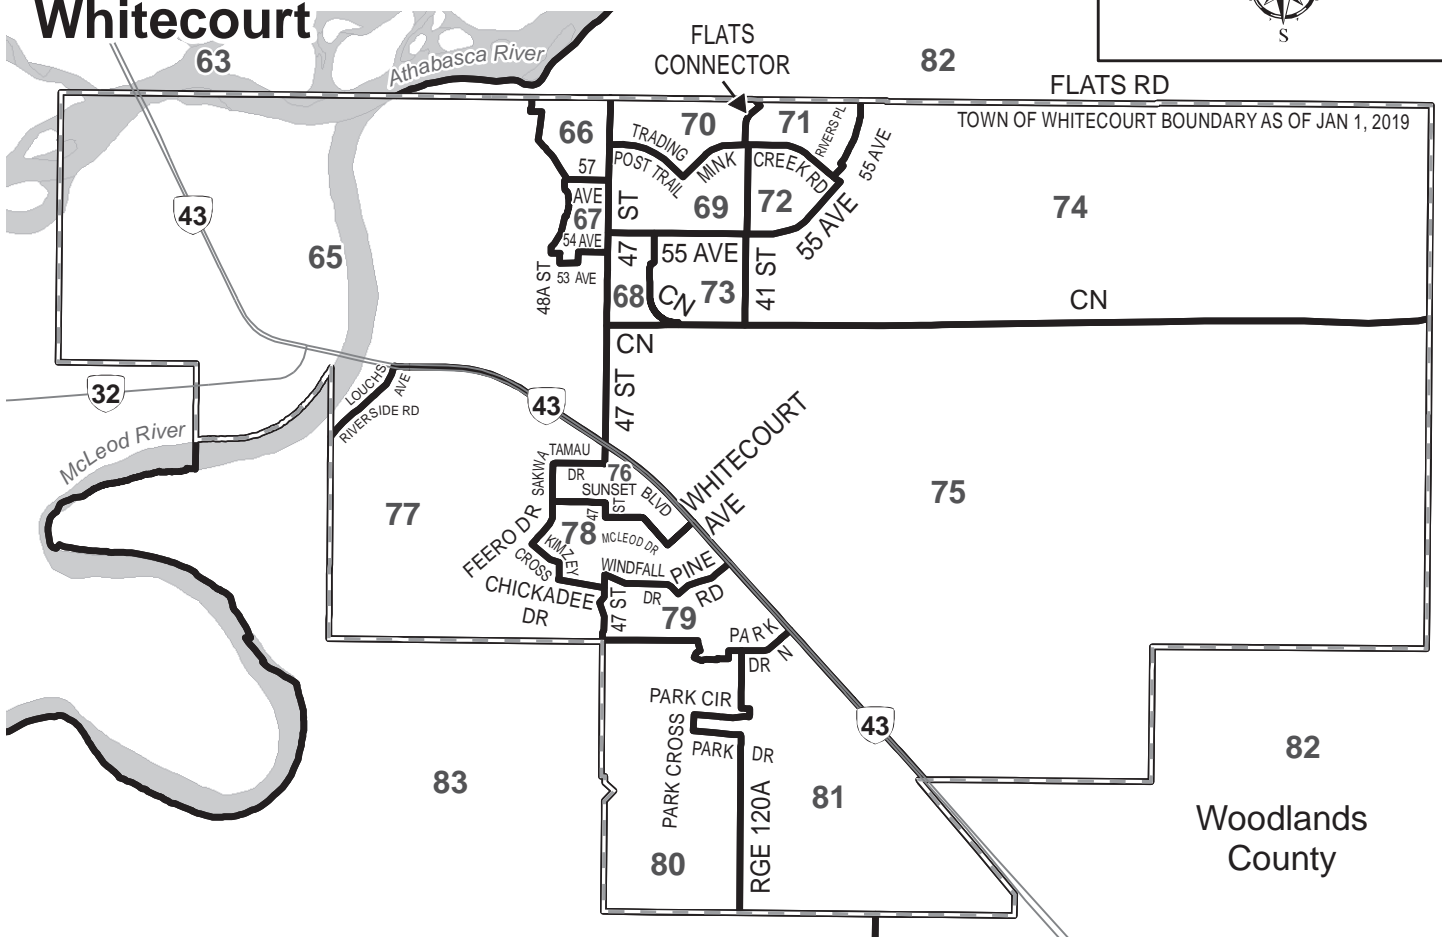 Whitecourt
S
63
Athabasca River
FLATS
CONNECTOR
82
FLATS RD
TOWN OF WHITECOURT BOUNDARY AS OF JAN 1, 2019
66
70
71
RIVERS PL
55 AVE
TRADING
POST TRAIL
MINK
CREEK RD
57
AVE
67
54 AVE
53 AVE
48A ST
47 ST
69
72
55 AVE
74
43
65
68
55 AVE
CN
73
41 ST
CN
CN
47 ST
32
LOUCHS
AVE
RIVERSIDE RD
43
McLeod River
WHITECOURT
AVE
75
77
TAMAU
DR
SAKWA
76
SUNSET
BLVD
47
ST
78
MCLEOD DR
FEERO DR
KIMZEY
CROSS
WINDFALL
DR
PINE
RD
CHICKADEE
DR
47 ST
79
PARK
DR N
PARK CIR
PARK CROSS
PARK DR
43
82
83
81
RGE 120A
80
Woodlands
County